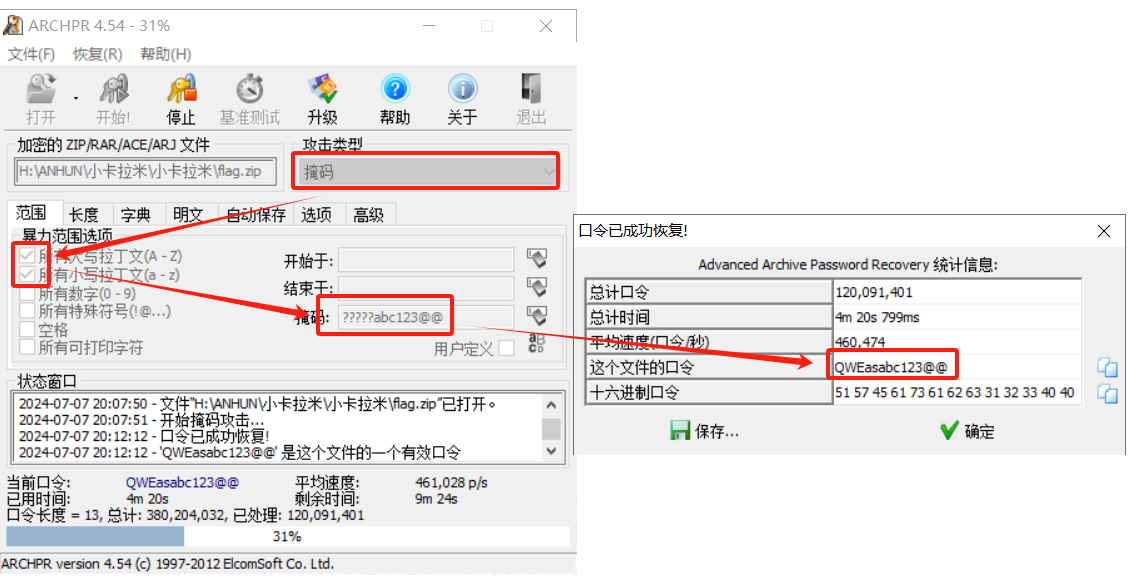 ARCHPR 4.54 - 31%
文件(F) 恢复(R) 帮助(H)
打开 开始! 停止 基准测试 升级 帮助 关于 退出
加密的 ZIP/RAR/ACE/ARJ 文件
攻击类型
H:\ANHUN\小卡拉米\小卡拉米\flag.zip
掩码
范围 长度 字典 明文 自动保存 选项 高级
暴力范围选项
所有大写拉丁文(A - Z)
所有小写拉丁文(a - z)
所有数字(0 - 9)
所有特殊符号(!@...)
空格
所有可打印字符
开始于:
结束于:
掩码: ?????abc123@@
用户定义
状态窗口
2024-07-07 20:07:50 - 文件"H:\ANHUN\小卡拉米\小卡拉米\flag.zip"已打开。
2024-07-07 20:07:51 - 开始掩码攻击...
2024-07-07 20:12:12 - 口令已成功恢复!
2024-07-07 20:12:12 - 'QWEasabc123@@' 是这个文件的一个有效口令
当前口令: QWEasabc123@@ 平均速度: 461,028 p/s
已用时间: 4m 20s 剩余时间: 9m 24s
口令长度 = 13, 总计: 380,204,032, 已处理: 120,091,401
31%
ARCHPR version 4.54 (c) 1997-2012 ElcomSoft Co. Ltd.
口令已成功恢复!
Advanced Archive Password Recovery 统计信息:
总计口令 120,091,401
总计时间 4m 20s 799ms
平均速度(口令/秒) 460,474
这个文件的口令 QWEasabc123@@
十六进制口令 51 57 45 61 73 61 62 63 31 32 33 40 40
保存... 确定